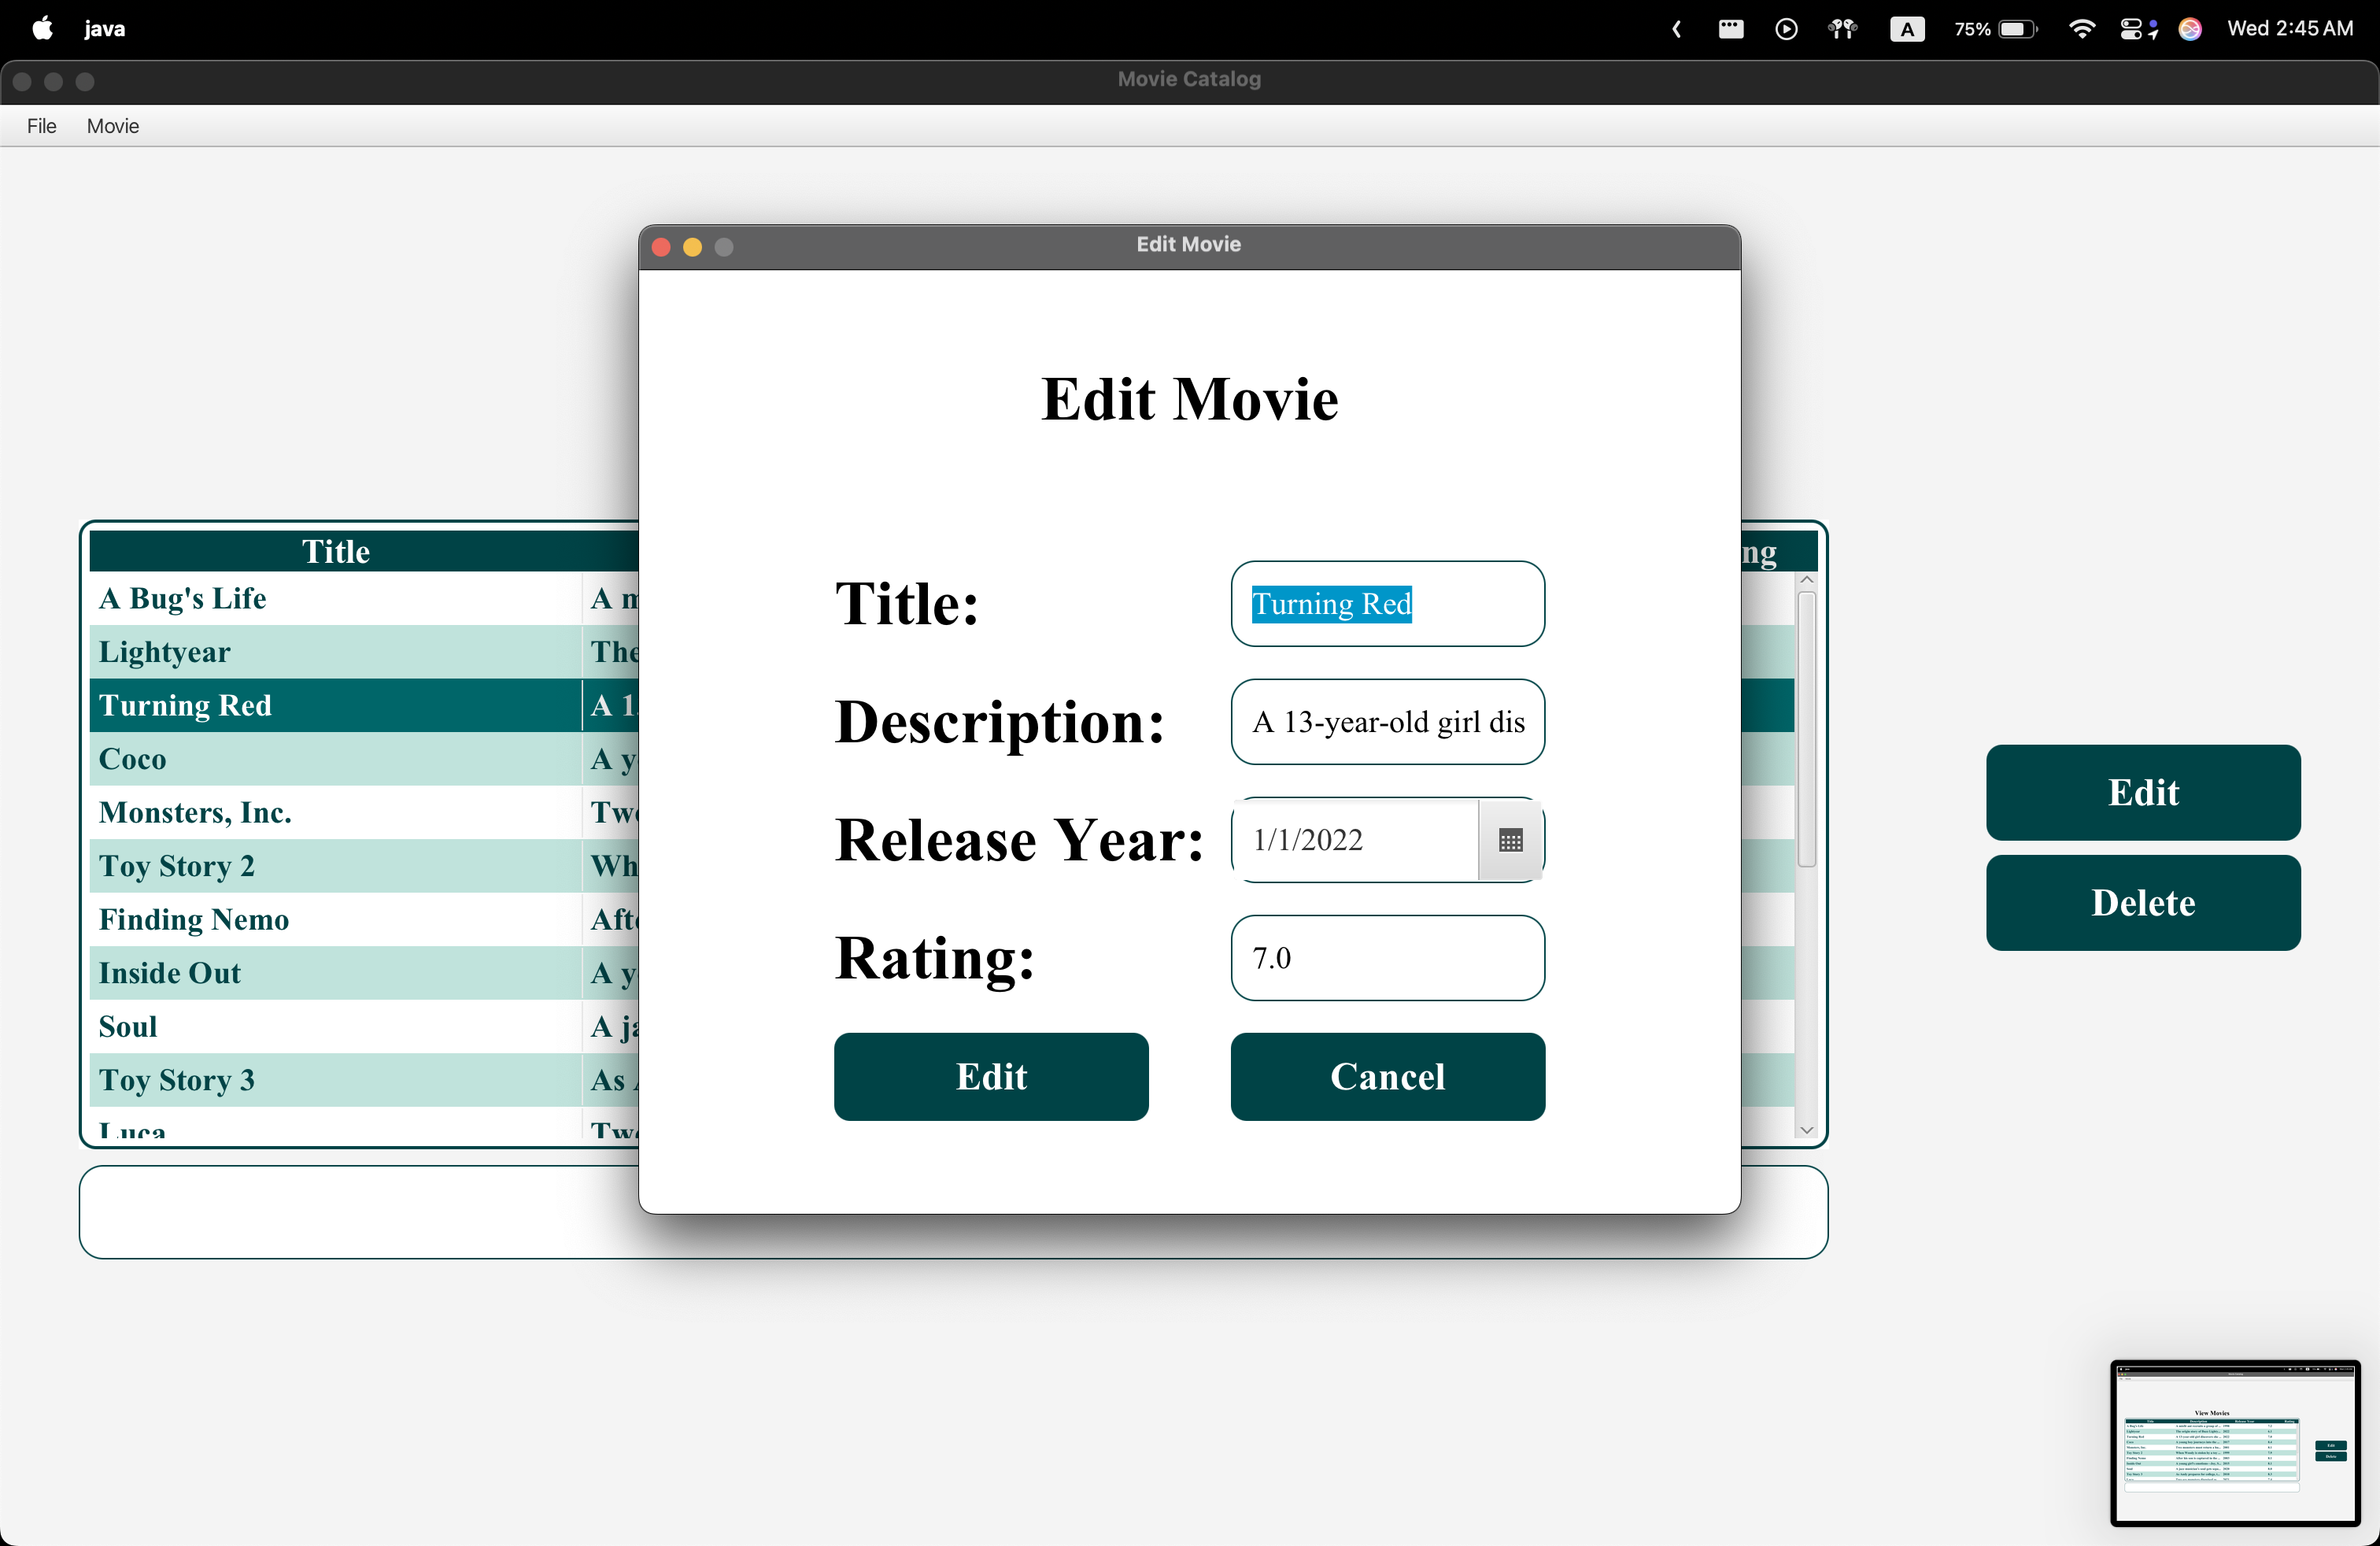 java
A
75%
Wed 2:45 AM
Movie Catalog
File Movie
Edit Movie
Edit Movie
Title: Turning Red
Description: A 13-year-old girl dis
Release Year: 1/1/2022
Rating: 7.0
Edit Cancel
Title ng
A Bug's Life A m
Lightyear The
Turning Red A 1
Coco A y
Monsters, Inc. Tw
Toy Story 2 Wh
Finding Nemo Aft
Inside Out A y
Soul A ja
Toy Story 3 As
Luca Tw
Edit
Delete
View Movies